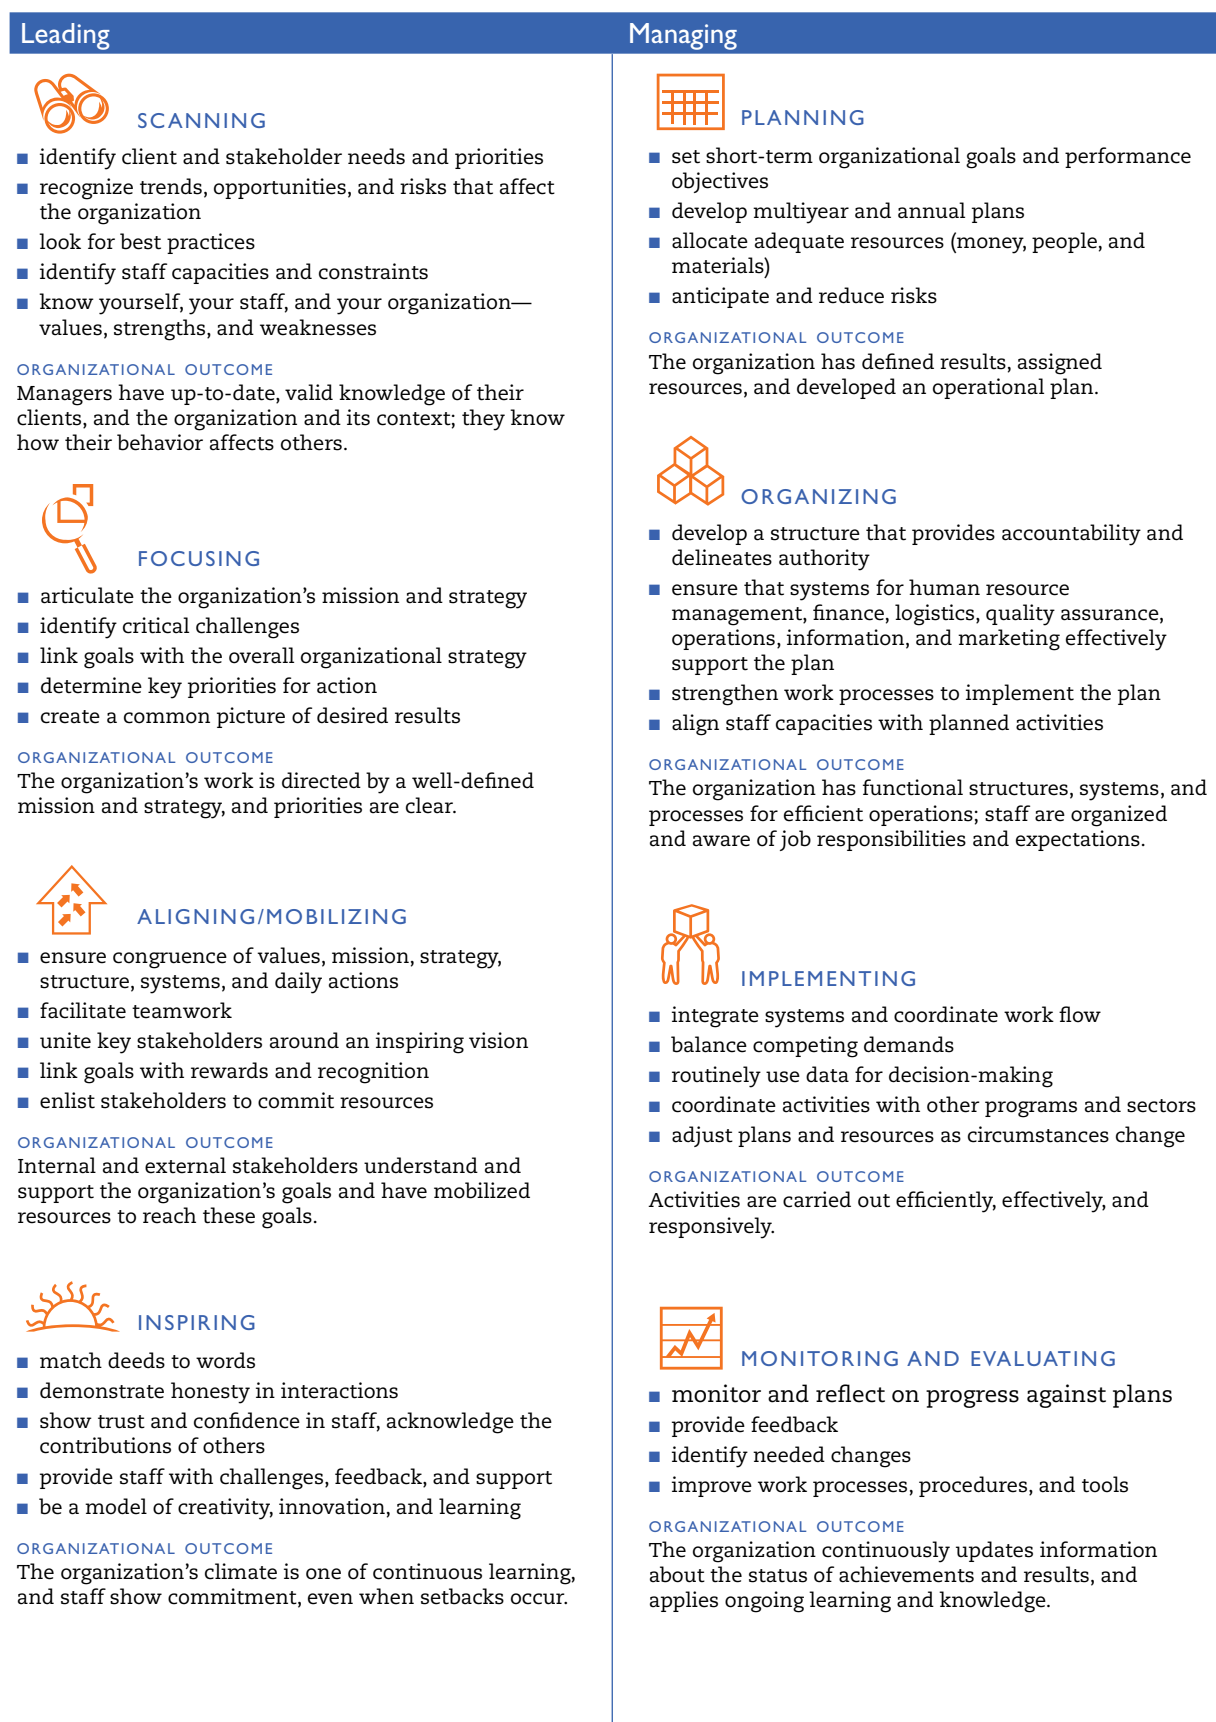 Leading
SCANNING
■ identify client and stakeholder needs and priorities
■ recognize trends, opportunities, and risks that affect
the organization
■ look for best practices
■ identify staff capacities and constraints
■ know yourself, your staff, and your organization—
values, strengths, and weaknesses
ORGANIZATIONAL OUTCOME
Managers have up-to-date, valid knowledge of their
clients, and the organization and its context; they know
how their behavior affects others.
FOCUSING
■ articulate the organization’s mission and strategy
■ identify critical challenges
■ link goals with the overall organizational strategy
■ determine key priorities for action
■ create a common picture of desired results
ORGANIZATIONAL OUTCOME
The organization’s work is directed by a well-defined
mission and strategy, and priorities are clear.
ALIGNING/MOBILIZING
■ ensure congruence of values, mission, strategy,
structure, systems, and daily actions
■ facilitate teamwork
■ unite key stakeholders around an inspiring vision
■ link goals with rewards and recognition
■ enlist stakeholders to commit resources
ORGANIZATIONAL OUTCOME
Internal and external stakeholders understand and
support the organization’s goals and have mobilized
resources to reach these goals.
INSPIRING
■ match deeds to words
■ demonstrate honesty in interactions
■ show trust and confidence in staff, acknowledge the
contributions of others
■ provide staff with challenges, feedback, and support
■ be a model of creativity, innovation, and learning
ORGANIZATIONAL OUTCOME
The organization’s climate is one of continuous learning,
and staff show commitment, even when setbacks occur.
Managing
PLANNING
■ set short-term organizational goals and performance
objectives
■ develop multiyear and annual plans
■ allocate adequate resources (money, people, and
materials)
■ anticipate and reduce risks
ORGANIZATIONAL OUTCOME
The organization has defined results, assigned
resources, and developed an operational plan.
ORGANIZING
■ develop a structure that provides accountability and
delineates authority
■ ensure that systems for human resource
management, finance, logistics, quality assurance,
operations, information, and marketing effectively
support the plan
■ strengthen work processes to implement the plan
■ align staff capacities with planned activities
ORGANIZATIONAL OUTCOME
The organization has functional structures, systems, and
processes for efficient operations; staff are organized
and aware of job responsibilities and expectations.
IMPLEMENTING
■ integrate systems and coordinate work flow
■ balance competing demands
■ routinely use data for decision-making
■ coordinate activities with other programs and sectors
■ adjust plans and resources as circumstances change
ORGANIZATIONAL OUTCOME
Activities are carried out efficiently, effectively, and
responsively.
MONITORING AND EVALUATING
■ monitor and reflect on progress against plans
■ provide feedback
■ identify needed changes
■ improve work processes, procedures, and tools
ORGANIZATIONAL OUTCOME
The organization continuously updates information
about the status of achievements and results, and
applies ongoing learning and knowledge.